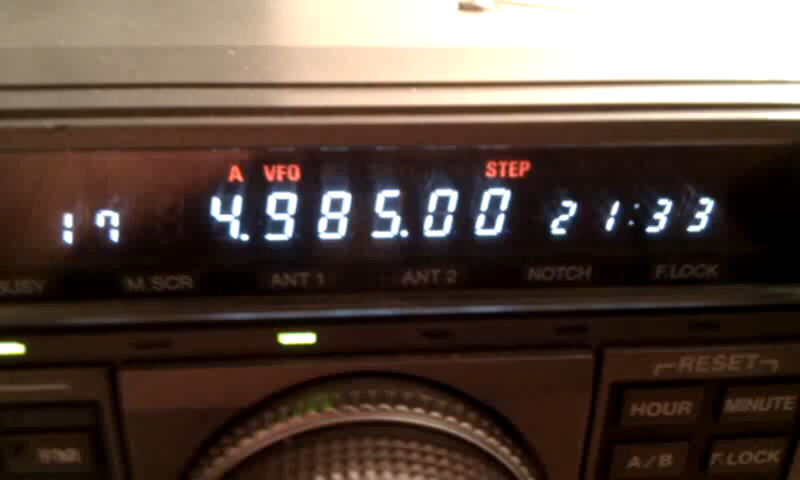 A VFO STEP
17 4.985.00 21:33
BUSY M.SCR ANT 1 ANT 2 NOTCH F.LOCK
RESET
HOUR MINUTE
A/B F.LOCK